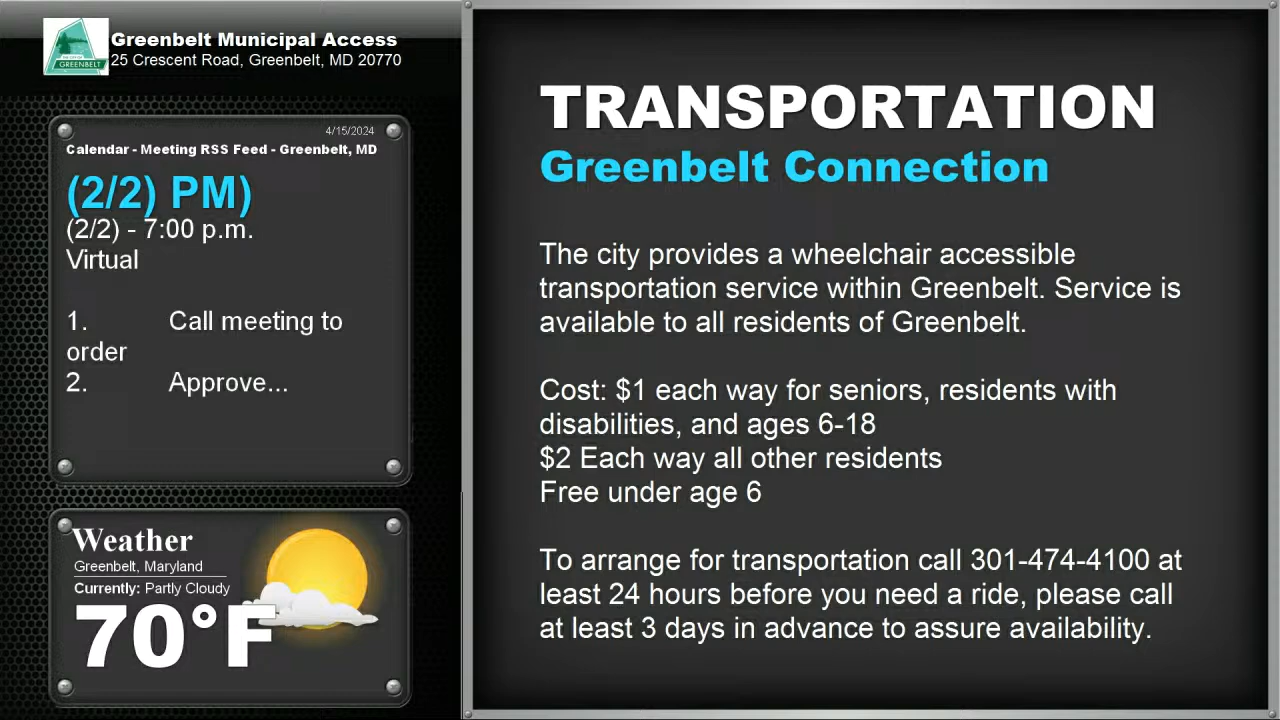 Greenbelt Municipal Access
25 Crescent Road, Greenbelt, MD 20770
4/15/2024
Calendar - Meeting RSS Feed - Greenbelt, MD
(2/2) PM)
(2/2) - 7:00 p.m.
Virtual
1. Call meeting to
order
2. Approve...
Weather
Greenbelt, Maryland
Currently: Partly Cloudy
70°F
TRANSPORTATION
Greenbelt Connection
The city provides a wheelchair accessible
transportation service within Greenbelt. Service is
available to all residents of Greenbelt.
Cost: $1 each way for seniors, residents with
disabilities, and ages 6-18
$2 Each way all other residents
Free under age 6
To arrange for transportation call 301-474-4100 at
least 24 hours before you need a ride, please call
at least 3 days in advance to assure availability.
GREENBELT